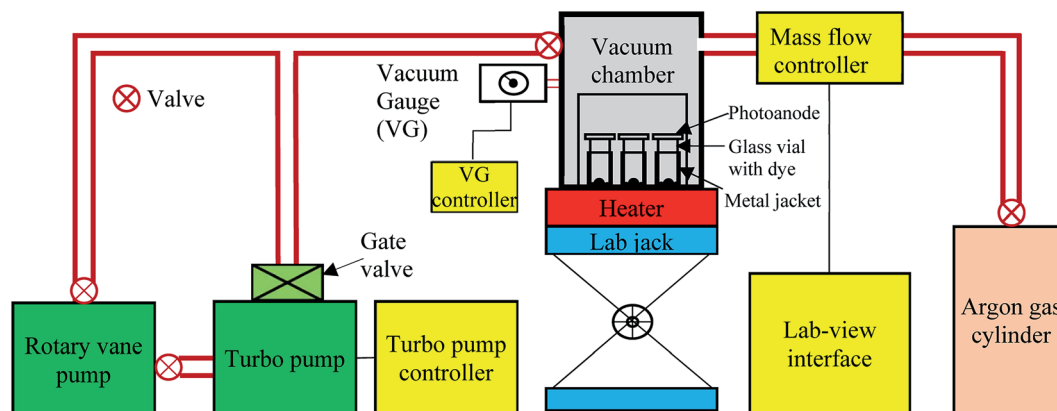 Valve
Vacuum
Gauge
(VG)
VG
controller
Vacuum
chamber
Mass flow
controller
Photoanode
Glass vial
with dye
Metal jacket
Heater
Lab jack
Gate
valve
Rotary vane
pump
Turbo pump
Turbo pump
controller
Lab-view
interface
Argon gas
cylinder